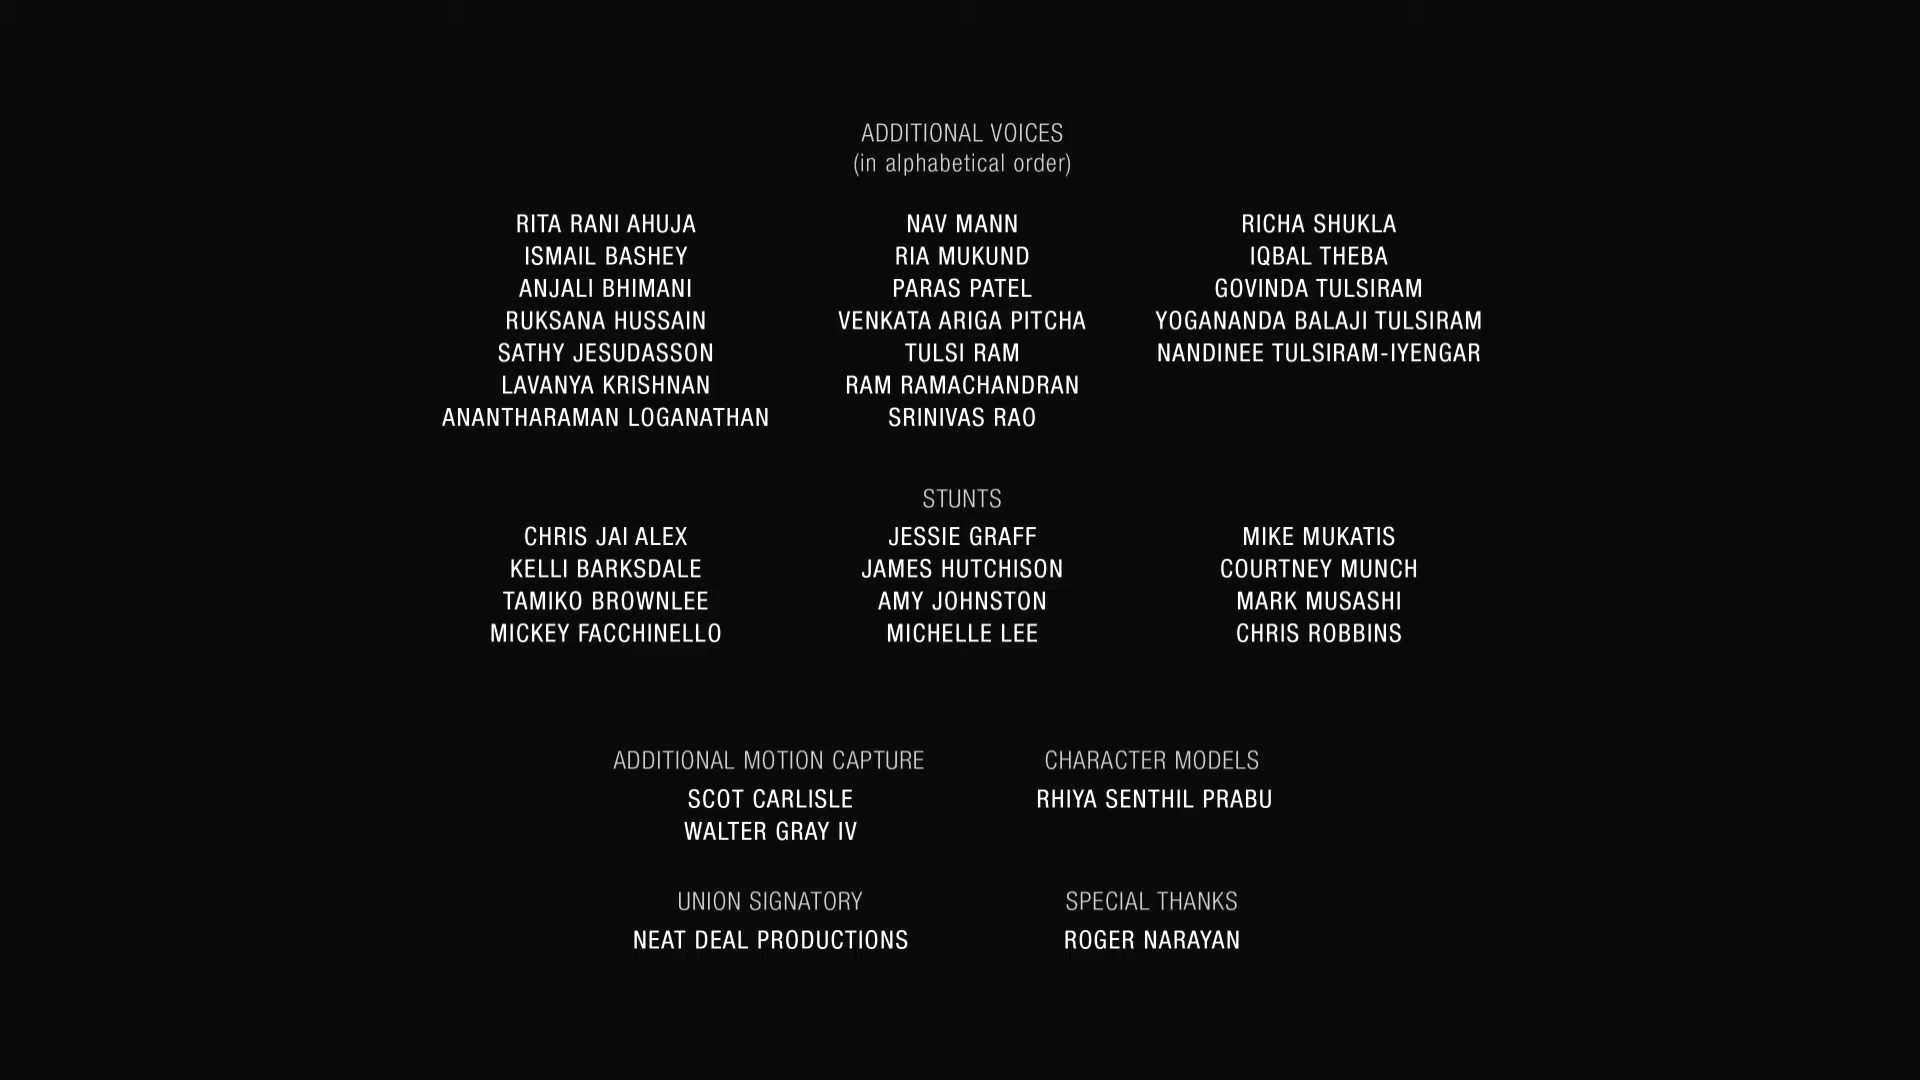 ADDITIONAL VOICES
(in alphabetical order)
RITA RANI AHUJA
ISMAIL BASHEY
ANJALI BHIMANI
RUKSANA HUSSAIN
SATHY JESUDASSON
LAVANYA KRISHNAN
ANANTHARAMAN LOGANATHAN
NAV MANN
RIA MUKUND
PARAS PATEL
VENKATA ARIGA PITCHA
TULSI RAM
RAM RAMACHANDRAN
SRINIVAS RAO
RICHA SHUKLA
IQBAL THEBA
GOVINDA TULSIRAM
YOGANANDA BALAJI TULSIRAM
NANDINEE TULSIRAM-IYENGAR
STUNTS
CHRIS JAI ALEX
KELLI BARKSDALE
TAMIKO BROWNLEE
MICKEY FACCHINELLO
JESSIE GRAFF
JAMES HUTCHISON
AMY JOHNSTON
MICHELLE LEE
MIKE MUKATIS
COURTNEY MUNCH
MARK MUSASHI
CHRIS ROBBINS
ADDITIONAL MOTION CAPTURE
SCOT CARLISLE
WALTER GRAY IV
CHARACTER MODELS
RHIYA SENTHIL PRABU
UNION SIGNATORY
NEAT DEAL PRODUCTIONS
SPECIAL THANKS
ROGER NARAYAN